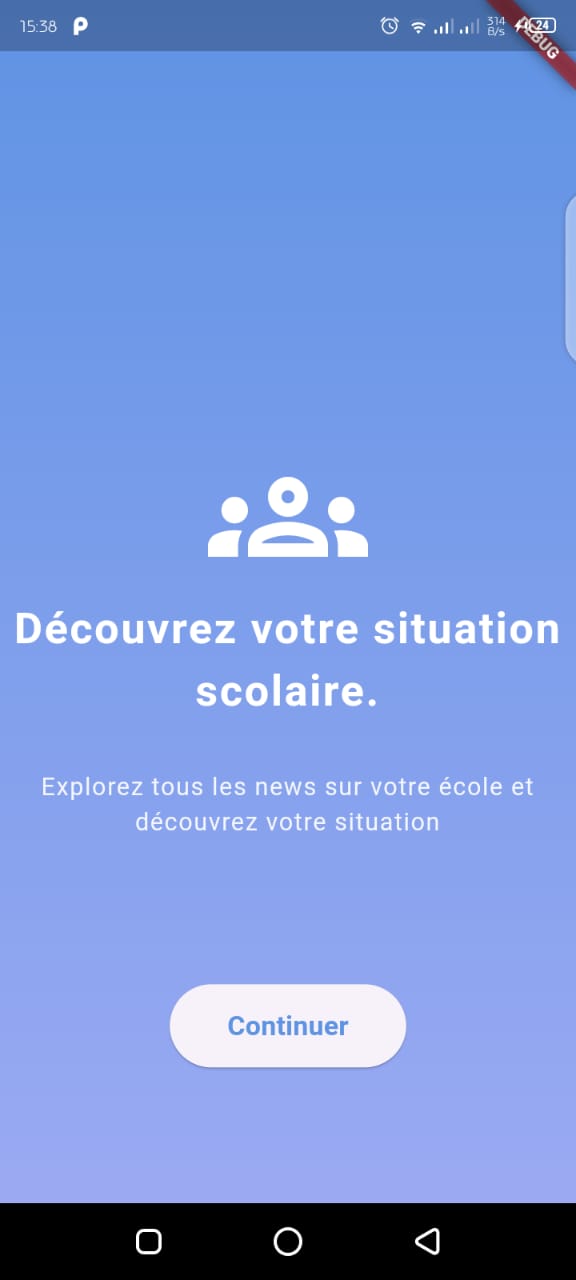 15:38
314
B/s
24
DEBUG
Découvrez votre situation
scolaire.
Explorez tous les news sur votre école et
découvrez votre situation
Continuer